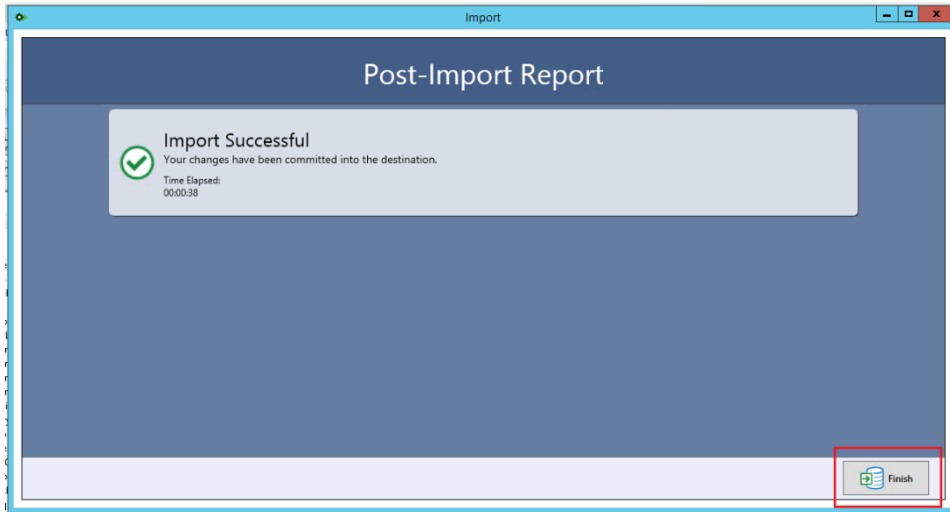 Import
Post-Import Report
Import Successful
Your changes have been committed into the destination.
Time Elapsed:
00:00:38
Finish